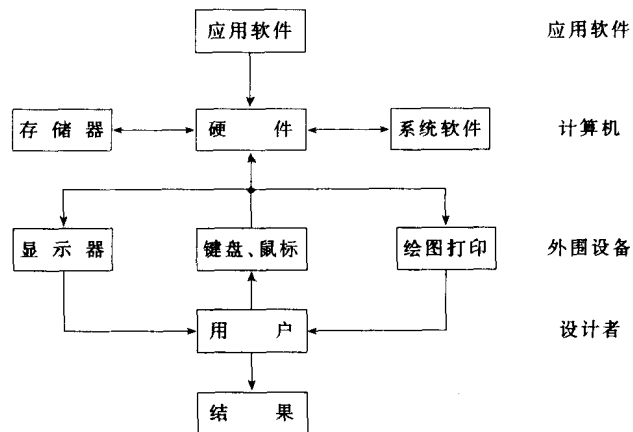 应用软件 应用软件
存储器 硬件 系统软件 计算机
显示器 键盘、鼠标 绘图打印 外围设备
用户 设计者
结果